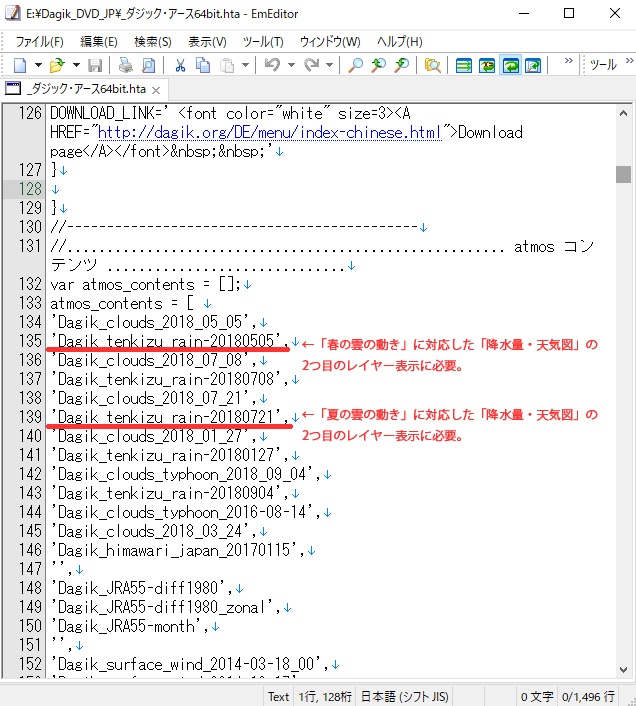 E:¥Dagik_DVD_JP¥_ダジック・アース64bit.hta - EmEditor
ファイル(F) 編集(E) 検索(S) 表示(V) ツール(T) ウィンドウ(W) ヘルプ(H)
» ツール »
_ダジック・アース64bit.hta ×
126 DOWNLOAD_LINK=' <font color="white" size=3><A
HREF="http://dagik.org/DE/menu/index-chinese.html">Download
page</A></font>&nbsp;&nbsp;'↓
127 }↓
128 ↓
129 }↓
130 //---------------------------------------------↓
131 //........................................................ atmos コン
テンツ ..............................↓
132 var atmos_contents = [];↓
133 atmos_contents = [ ↓
134 'Dagik_clouds_2018_05_05',↓
135 'Dagik_tenkizu_rain-20180505',↓ ←「春の雲の動き」に対応した「降水量・天気図」の
2つ目のレイヤー表示に必要。
136 'Dagik_clouds_2018_07_08',↓
137 'Dagik_tenkizu_rain-20180708',↓
138 'Dagik_clouds_2018_07_21',↓
139 'Dagik_tenkizu_rain-20180721',↓ ←「夏の雲の動き」に対応した「降水量・天気図」の
2つ目のレイヤー表示に必要。
140 'Dagik_clouds_2018_01_27',↓
141 'Dagik_tenkizu_rain-20180127',↓
142 'Dagik_clouds_typhoon_2018_09_04',↓
143 'Dagik_tenkizu_rain-20180904',↓
144 'Dagik_clouds_typhoon_2016-08-14',↓
145 'Dagik_clouds_2018_03_24',↓
146 'Dagik_himawari_japan_20170115',↓
147 '',↓
148 'Dagik_JRA55-diff1980',↓
149 'Dagik_JRA55-diff1980_zonal',↓
150 'Dagik_JRA55-month',↓
151 '',↓
152 'Dagik_surface_wind_2014-03-18_00',↓
Text 1行, 128桁 日本語 (シフト JIS) 0 文字 0/1,496 行